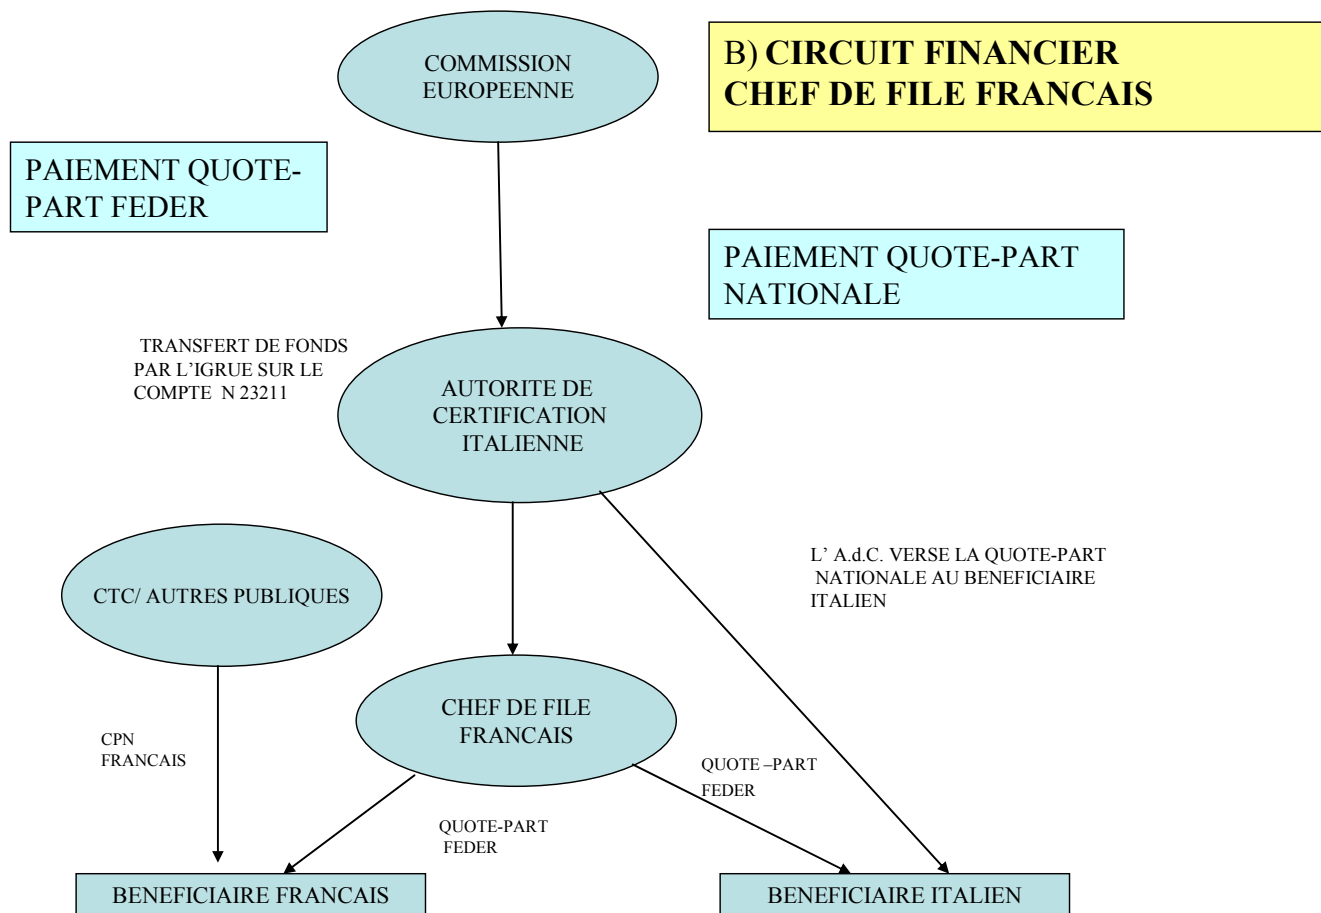 COMMISSION
EUROPEENNE
B) CIRCUIT FINANCIER
CHEF DE FILE FRANCAIS
PAIEMENT QUOTE-
PART FEDER
PAIEMENT QUOTE-PART
NATIONALE
TRANSFERT DE FONDS
PAR L'IGRUE SUR LE
COMPTE N 23211
AUTORITE DE
CERTIFICATION
ITALIENNE
L' A.d.C. VERSE LA QUOTE-PART
NATIONALE AU BENEFICIAIRE
ITALIEN
CTC/ AUTRES PUBLIQUES
CHEF DE FILE
FRANCAIS
CPN
FRANCAIS
QUOTE –PART
FEDER
QUOTE-PART
FEDER
BENEFICIAIRE FRANCAIS
BENEFICIAIRE ITALIEN